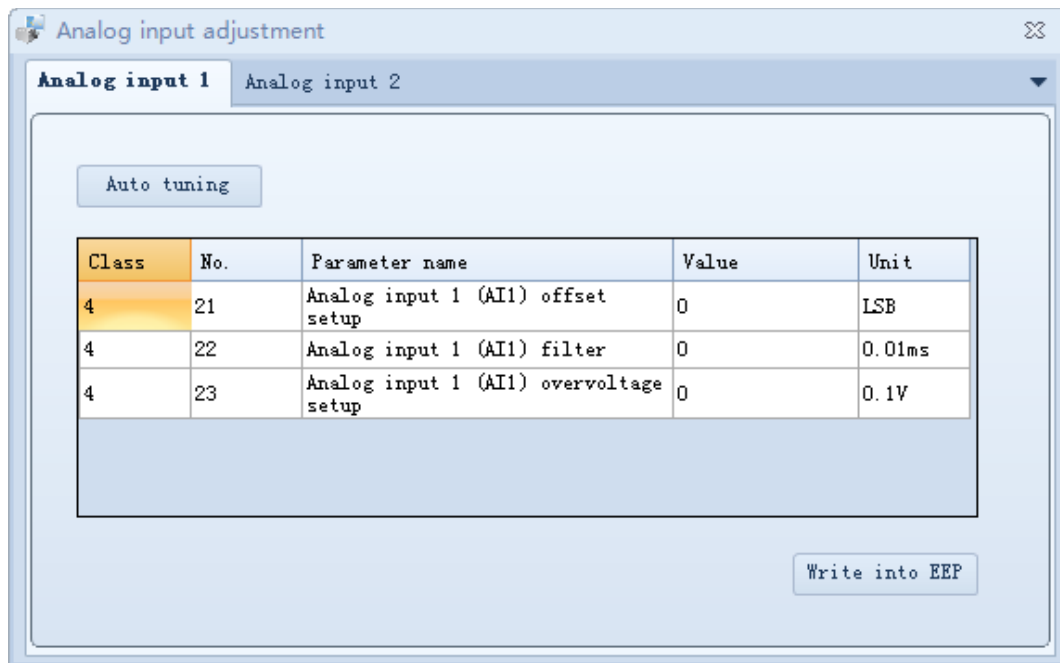 Analog input adjustment
Analog input 1 Analog input 2
Auto tuning
Class No. Parameter name Value Unit
4 21 Analog input 1 (AI1) offset setup 0 LSB
4 22 Analog input 1 (AI1) filter 0 0.01ms
4 23 Analog input 1 (AI1) overvoltage setup 0 0.1V
Write into EEP